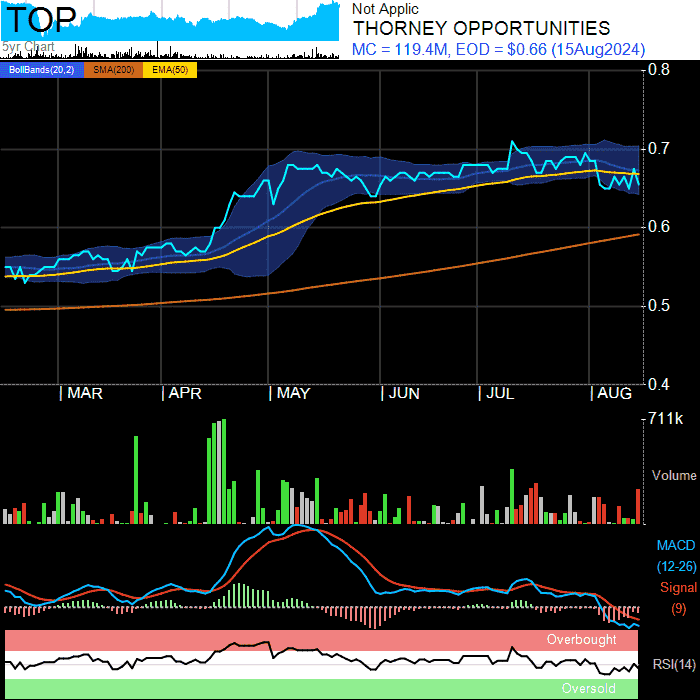 TOP
5yr Chart
Not Applic
THORNEY OPPORTUNITIES
MC = 119.4M, EOD = $0.66 (15Aug2024)
BollBands(20,2) SMA(200) EMA(50)
0.8
0.7
0.6
0.5
0.4
MAR APR MAY JUN JUL AUG
711k
Volume
MACD
(12-26)
Signal
(9)
Overbought
RSI(14)
Oversold